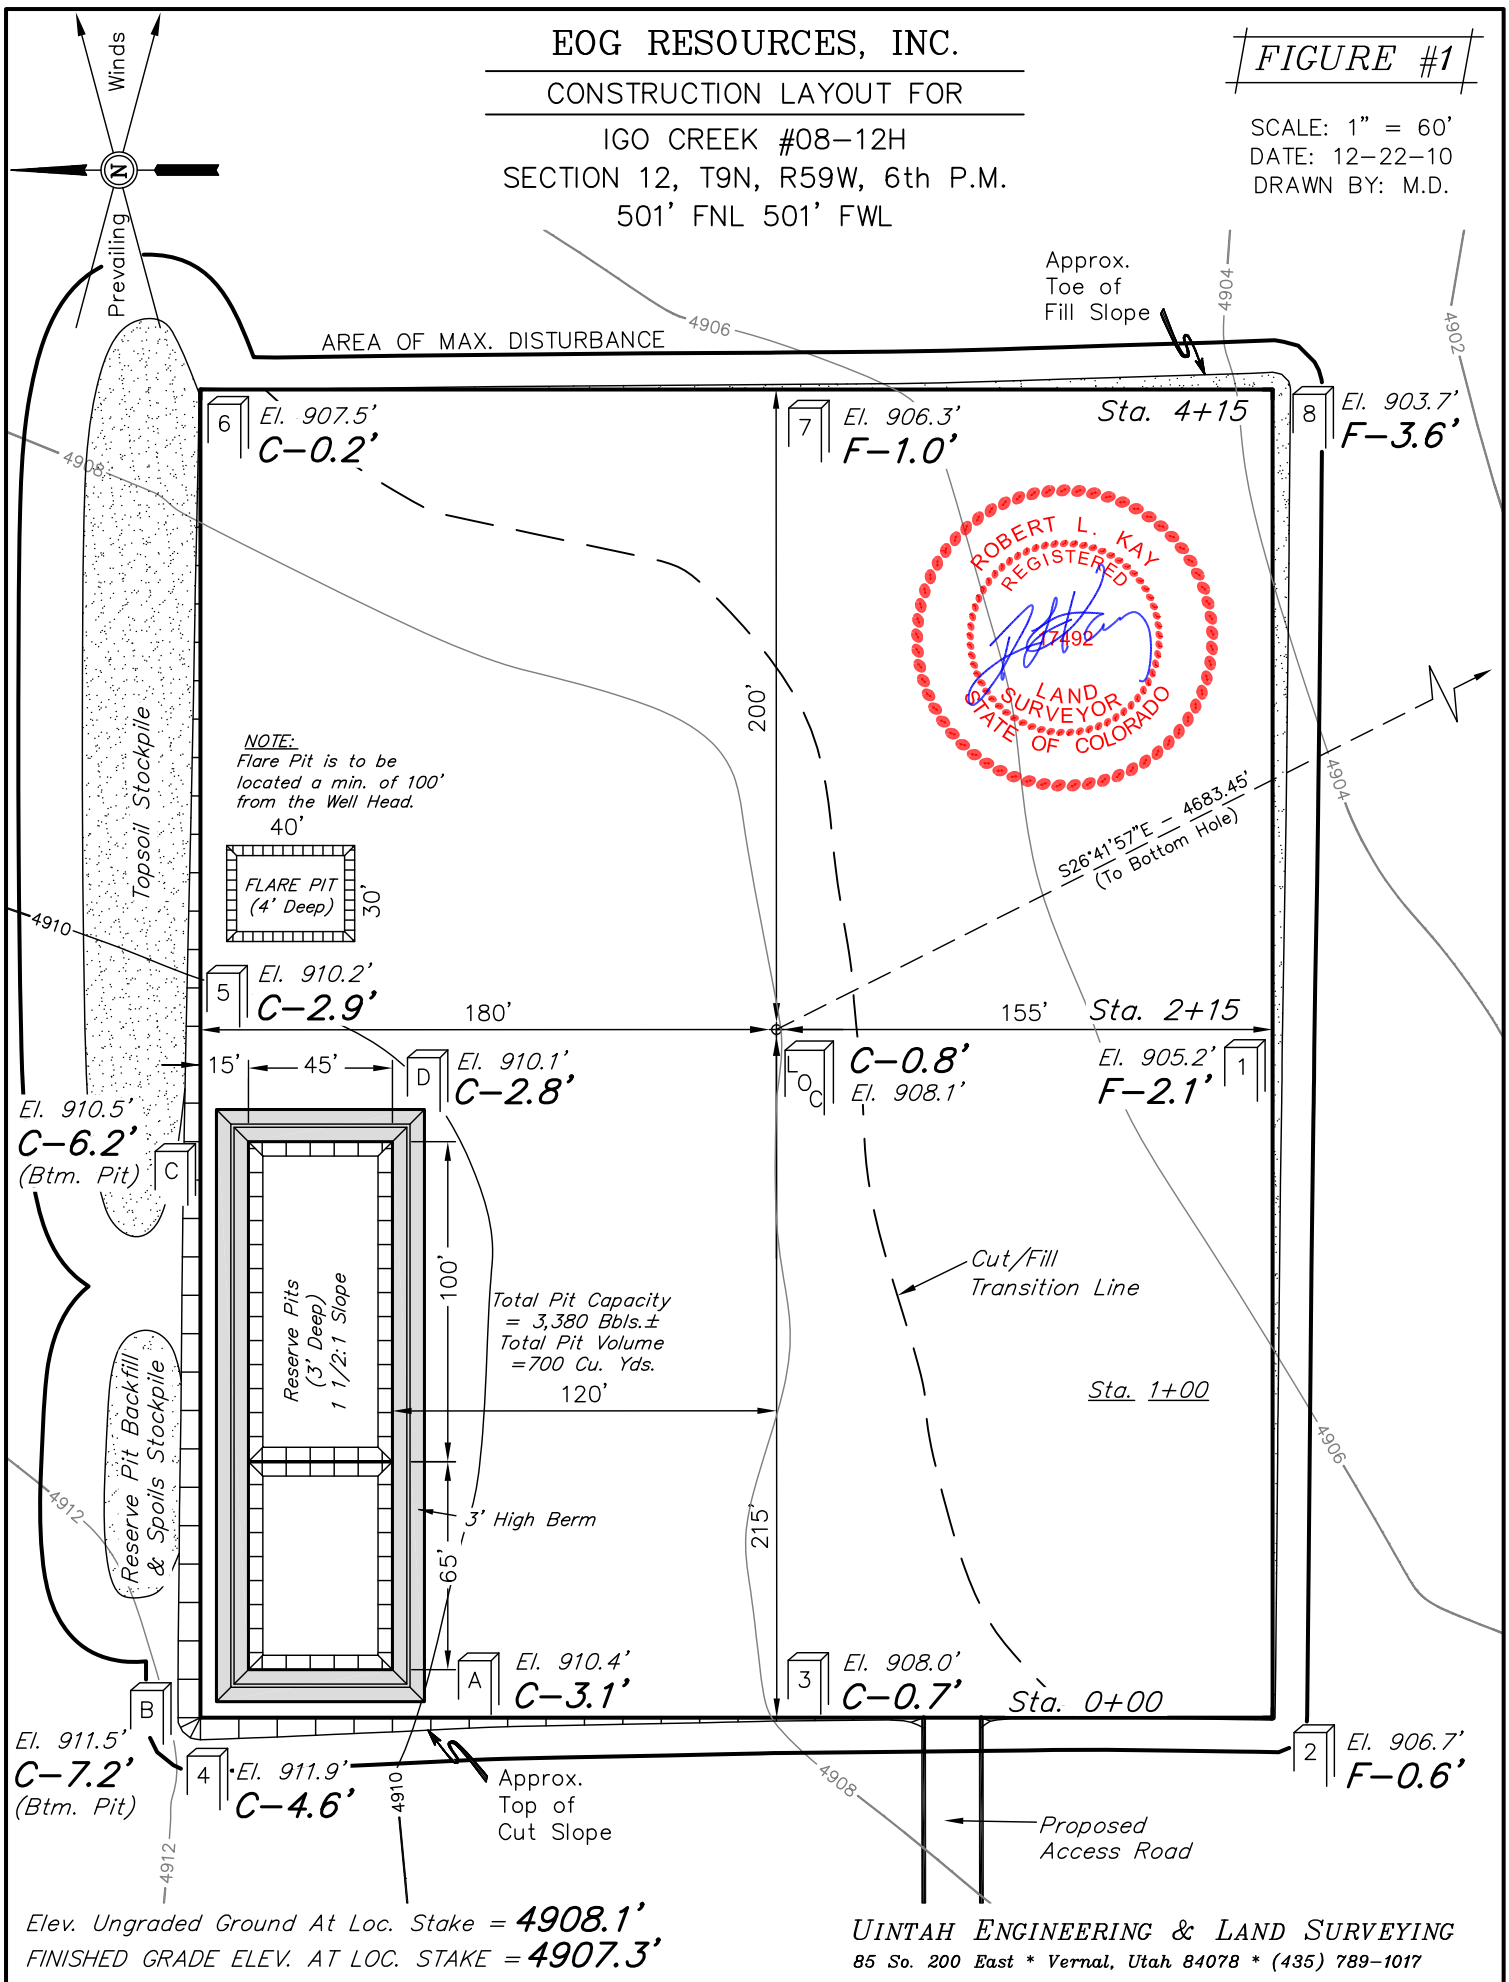 EOG RESOURCES, INC.
CONSTRUCTION LAYOUT FOR
IGO CREEK #08-12H
SECTION 12, T9N, R59W, 6th P.M.
501' FNL 501' FWL
FIGURE #1
SCALE: 1" = 60'
DATE: 12-22-10
DRAWN BY: M.D.
Winds
N
Prevailing
Approx.
Toe of
Fill Slope
4904
4902
4906
AREA OF MAX. DISTURBANCE
6
El. 907.5'
C-0.2'
7
El. 906.3'
F-1.0'
Sta. 4+15
8
El. 903.7'
F-3.6'
4908
ROBERT L. KAY
REGISTERED
17492
LAND
SURVEYOR
STATE OF COLORADO
200'
Topsoil Stockpile
NOTE:
Flare Pit is to be
located a min. of 100'
from the Well Head.
40'
FLARE PIT
(4' Deep)
30'
4904
S26°41'57"E - 4683.45'
(To Bottom Hole)
4910
5
El. 910.2'
C-2.9'
180'
155'
Sta. 2+15
15'
45'
D
El. 910.1'
C-2.8'
LOC
C-0.8'
El. 908.1'
El. 905.2'
F-2.1'
1
El. 910.5'
C-6.2'
(Btm. Pit)
C
Reserve Pits
(3' Deep)
1 1/2:1 Slope
100'
Cut/Fill
Transition Line
Total Pit Capacity
= 3,380 Bbls.±
Total Pit Volume
=700 Cu. Yds.
120'
Sta. 1+00
4906
Reserve Pit Backfill
& Spoils Stockpile
4912
3' High Berm
65'
215'
A
El. 910.4'
C-3.1'
3
El. 908.0'
C-0.7'
Sta. 0+00
B
El. 911.5'
C-7.2'
(Btm. Pit)
4
El. 911.9'
C-4.6'
4910
Approx.
Top of
Cut Slope
4908
2
El. 906.7'
F-0.6'
Proposed
Access Road
4912
Elev. Ungraded Ground At Loc. Stake = 4908.1'
FINISHED GRADE ELEV. AT LOC. STAKE = 4907.3'
UINTAH ENGINEERING & LAND SURVEYING
85 So. 200 East * Vernal, Utah 84078 * (435) 789-1017